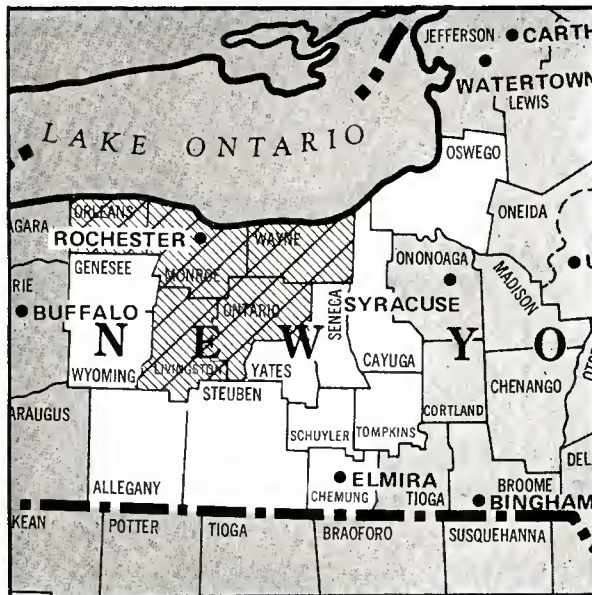 JEFFERSON
CARTH
WATERTOWN
LEWIS
LAKE ONTARIO
OSWEGO
ORLEANS
ONEIDA
AGARA
ROCHESTER
WAYNE
GENESEE
MONROE
ONONOAGA
MADISON
U
ERIE
BUFFALO
ONTARIO
SENECA
SYRACUSE
N E W Y O
LIVINGSTON
YATES
CAYUGA
WYOMING
STEUBEN
CHENANGO
OTS
ARAUGUS
CORTLAND
SCHUYLER
TOMPKINS
DEL
ELMIRA
ALLEGANY
CHEMUNG
TIOGA
BROOME
BINGHAM
KEAN
POTTER
TIOGA
BRAOFORO
SUSQUEHANNA